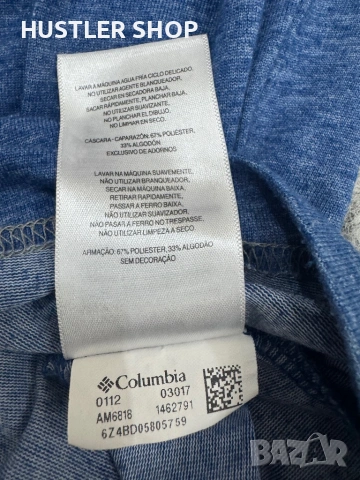 HUSTLER SHOP
LAVAR A MÁQUINA AGUA FRÍA CICLO DELICADO,
NO UTILIZAR AGENTE BLANQUEADOR,
SECAR EN SECADORA BAJA,
SACAR RÁPIDAMENTE, PLANCHAR BAJA,
NO UTILIZAR SUAVIZANTE,
NO PLANCHAR EL DIBUJO,
NO LIMPIAR EN SECO.
CASCARA - CAPARAZÓN: 67% POLIÉSTER,
33% ALGODÓN
EXCLUSIVO DE ADORNOS
LAVAR NA MÁQUINA SUAVEMENTE,
NÃO UTILIZAR BRANQUEADOR,
SECAR NA MÁQUINA BAIXA,
RETIRAR RÁPIDAMENTE,
PASSAR A FERRO BAIXA,
NÃO UTILIZAR AMACIADOR,
NÃO PASSAR A FERRO NO TRESPASSE,
NÃO UTILIZAR LIMPEZA A SECO.
ARMAÇÃO: 67% POLIESTER, 33% ALGODÃO
SEM DECORAÇÃO
Columbia
0112 03017
AM6818 1462791
6Z4BD05805759
BAZAR